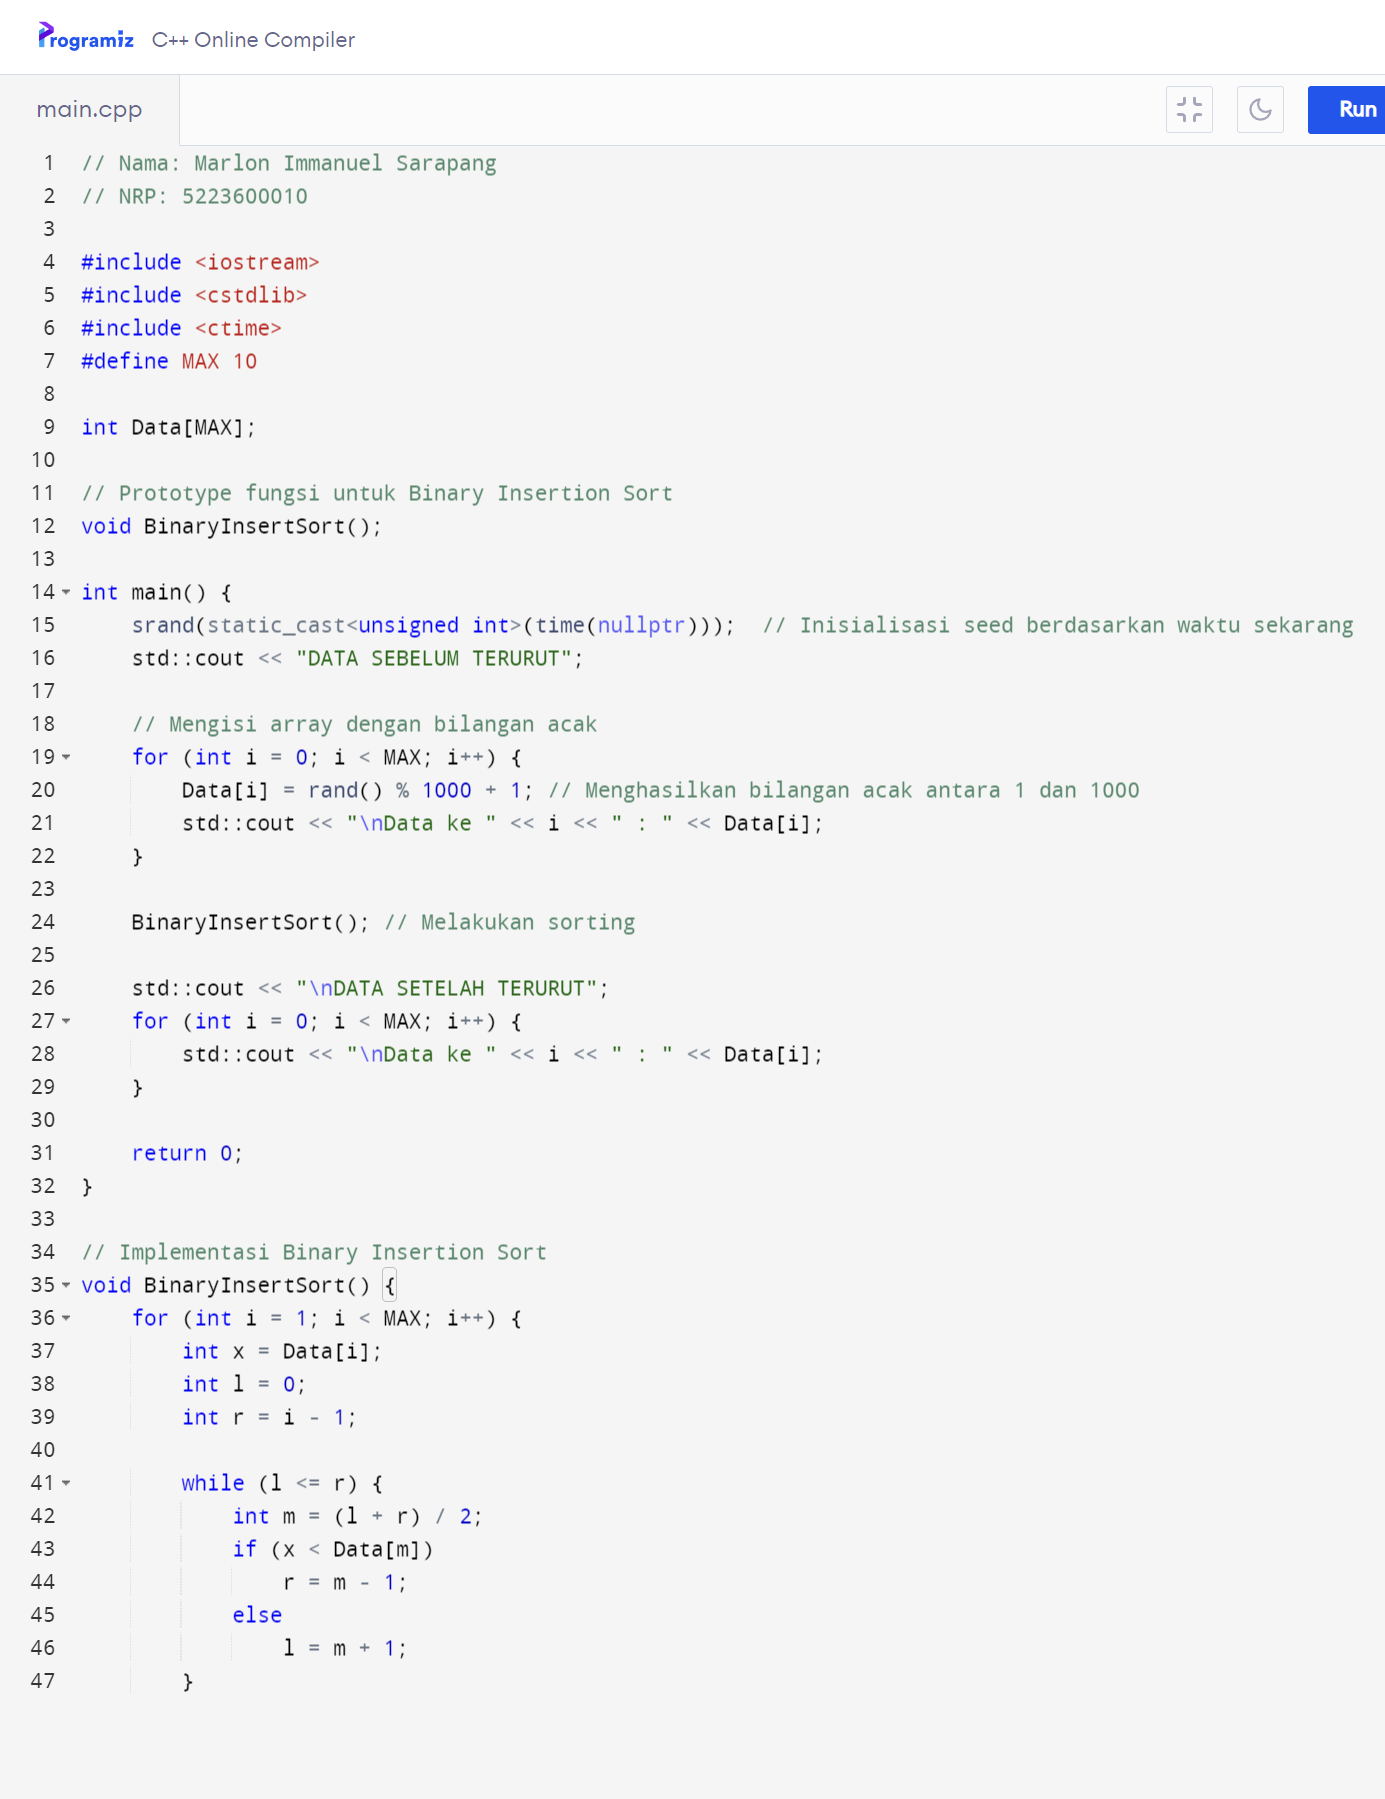 Programiz C++ Online Compiler
main.cpp Run
1 // Nama: Marlon Immanuel Sarapang
2 // NRP: 5223600010
3
4 #include <iostream>
5 #include <cstdlib>
6 #include <ctime>
7 #define MAX 10
8
9 int Data[MAX];
10
11 // Prototype fungsi untuk Binary Insertion Sort
12 void BinaryInsertSort();
13
14 int main() {
15     srand(static_cast<unsigned int>(time(nullptr)));  // Inisialisasi seed berdasarkan waktu sekarang
16     std::cout << "DATA SEBELUM TERURUT";
17
18     // Mengisi array dengan bilangan acak
19     for (int i = 0; i < MAX; i++) {
20         Data[i] = rand() % 1000 + 1; // Menghasilkan bilangan acak antara 1 dan 1000
21         std::cout << "\nData ke " << i << " : " << Data[i];
22     }
23
24     BinaryInsertSort(); // Melakukan sorting
25
26     std::cout << "\nDATA SETELAH TERURUT";
27     for (int i = 0; i < MAX; i++) {
28         std::cout << "\nData ke " << i << " : " << Data[i];
29     }
30
31     return 0;
32 }
33
34 // Implementasi Binary Insertion Sort
35 void BinaryInsertSort() {
36     for (int i = 1; i < MAX; i++) {
37         int x = Data[i];
38         int l = 0;
39         int r = i - 1;
40
41         while (l <= r) {
42             int m = (l + r) / 2;
43             if (x < Data[m])
44                 r = m - 1;
45             else
46                 l = m + 1;
47         }